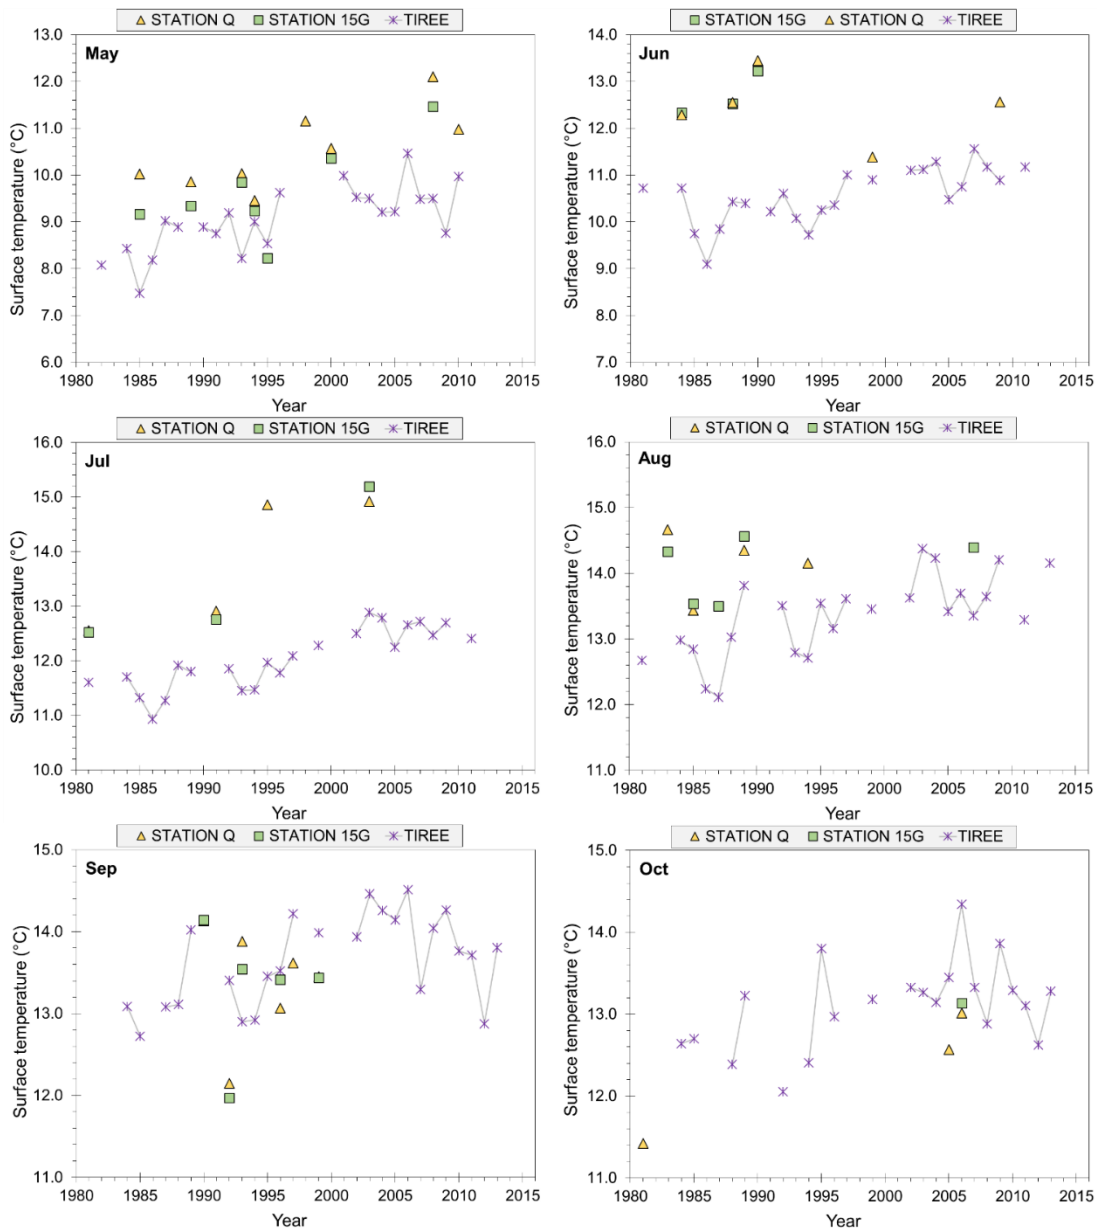 STATION Q STATION 15G TIREE
May
13.0
12.0
11.0
10.0
9.0
8.0
7.0
6.0
Surface temperature (°C)
1980 1985 1990 1995 2000 2005 2010 2015
Year
STATION 15G STATION Q TIREE
Jun
14.0
13.0
12.0
11.0
10.0
9.0
8.0
7.0
Surface temperature (°C)
1980 1985 1990 1995 2000 2005 2010 2015
Year
STATION Q STATION 15G TIREE
Jul
16.0
15.0
14.0
13.0
12.0
11.0
10.0
Surface temperature (°C)
1980 1985 1990 1995 2000 2005 2010 2015
Year
STATION Q STATION 15G TIREE
Aug
16.0
15.0
14.0
13.0
12.0
11.0
Surface temperature (°C)
1980 1985 1990 1995 2000 2005 2010 2015
Year
STATION Q STATION 15G TIREE
Sep
15.0
14.0
13.0
12.0
11.0
Surface temperature (°C)
1980 1985 1990 1995 2000 2005 2010 2015
Year
STATION Q STATION 15G TIREE
Oct
15.0
14.0
13.0
12.0
11.0
Surface temperature (°C)
1980 1985 1990 1995 2000 2005 2010 2015
Year